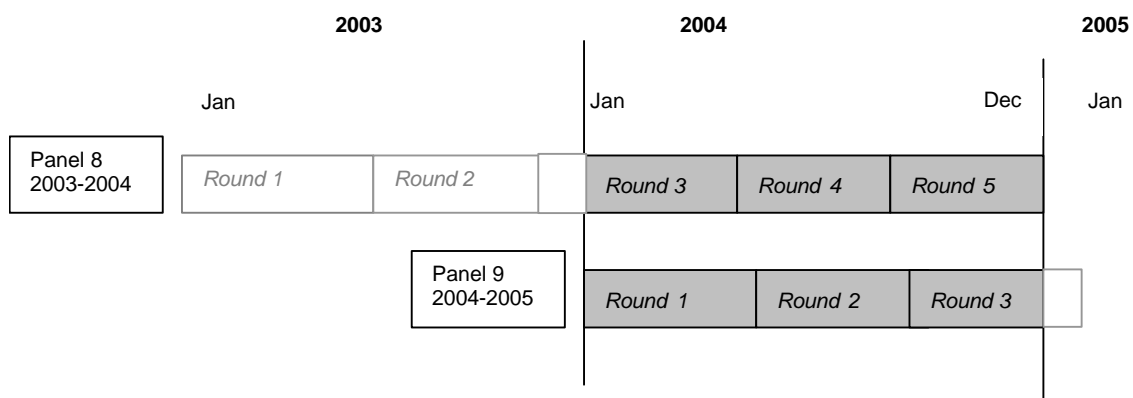 2003 2004 2005
Jan Jan Dec Jan
Panel 8
2003-2004
Round 1 Round 2 Round 3 Round 4 Round 5
Panel 9
2004-2005
Round 1 Round 2 Round 3